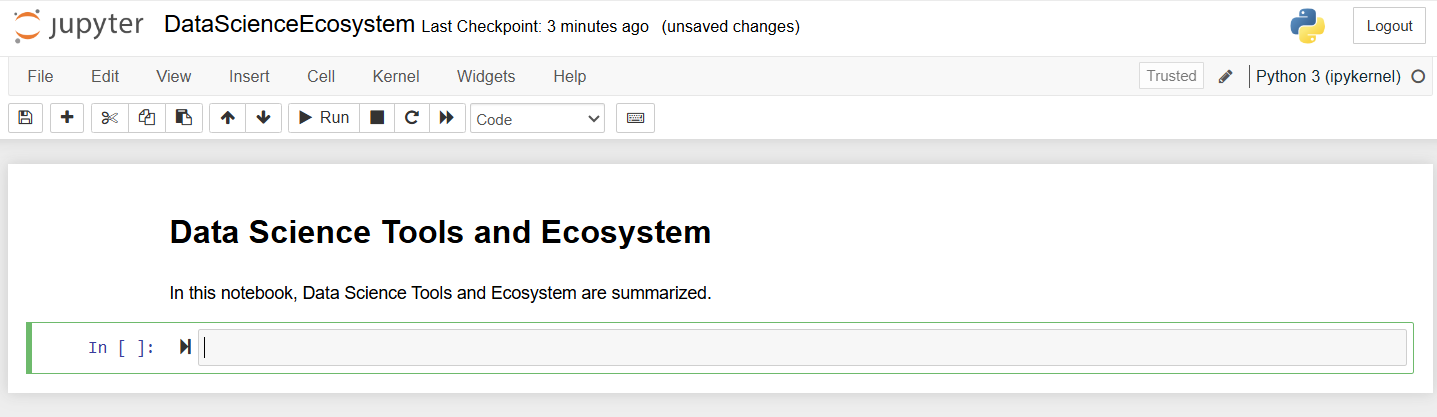 jupyter DataScienceEcosystem Last Checkpoint: 3 minutes ago (unsaved changes) Logout
File Edit View Insert Cell Kernel Widgets Help Trusted Python 3 (ipykernel)
Run Code
Data Science Tools and Ecosystem
In this notebook, Data Science Tools and Ecosystem are summarized.
In [ ]: